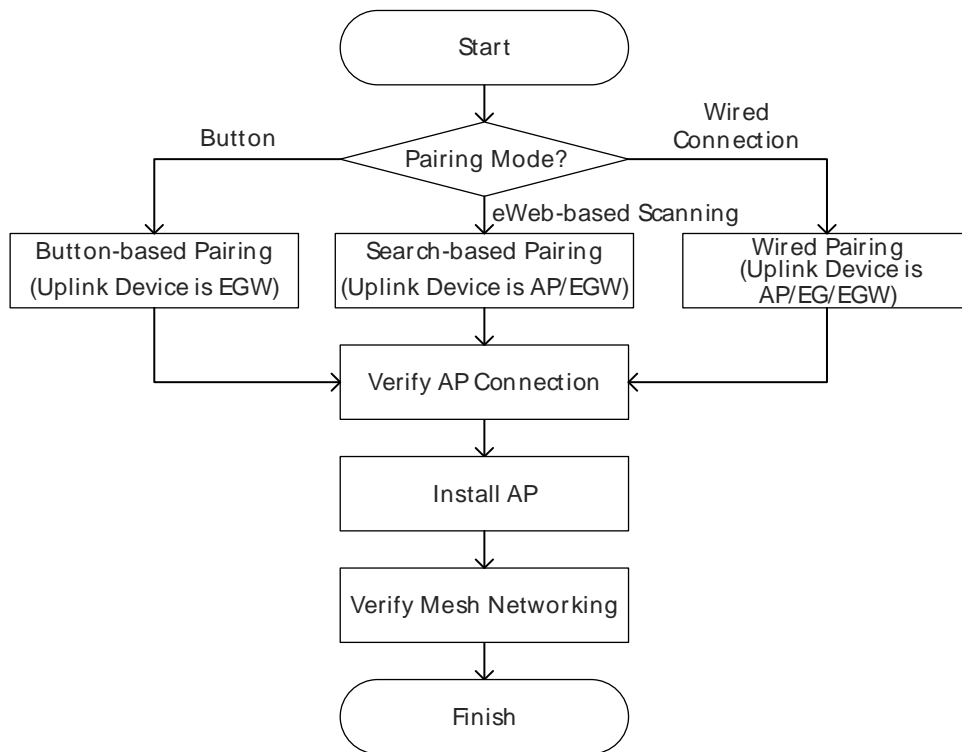 Start
Pairing Mode?
Button
Wired
Connection
eWeb-based Scanning
Button-based Pairing
(Uplink Device is EGW)
Search-based Pairing
(Uplink Device is AP/EGW)
Wired Pairing
(Uplink Device is
AP/EG/EGW)
Verify AP Connection
Install AP
Verify Mesh Networking
Finish